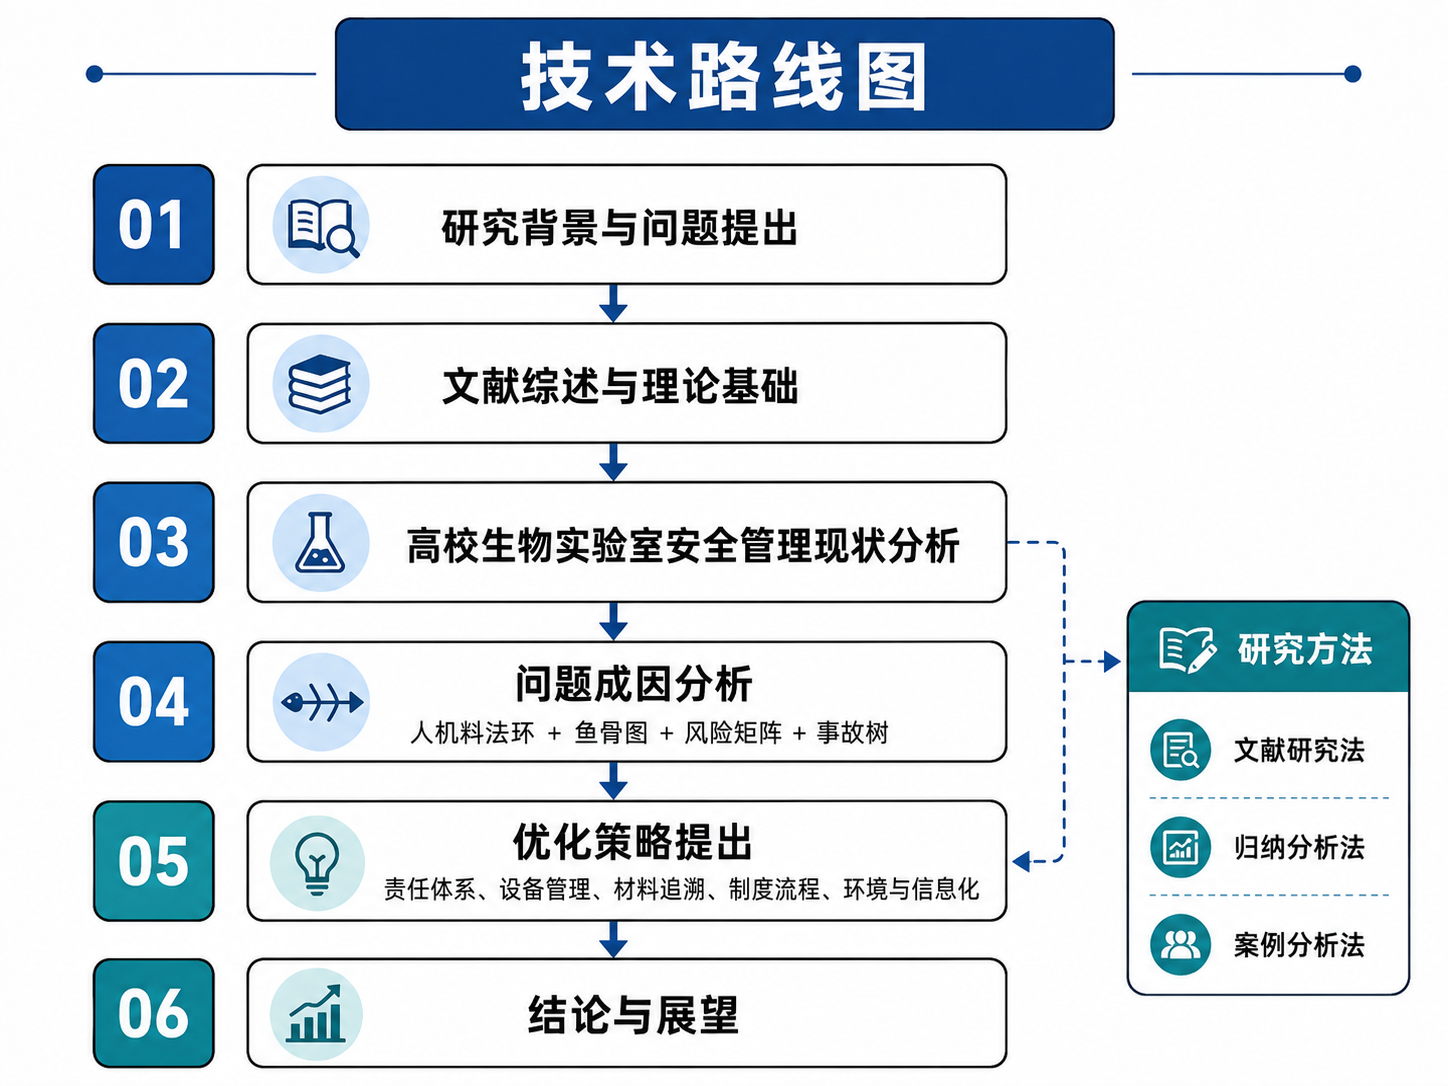 技术路线图
01
研究背景与问题提出
02
文献综述与理论基础
03
高校生物实验室安全管理现状分析
04
问题成因分析
人机料法环 + 鱼骨图 + 风险矩阵 + 事故树
05
优化策略提出
责任体系、设备管理、材料追溯、制度流程、环境与信息化
06
结论与展望
研究方法
文献研究法
归纳分析法
案例分析法